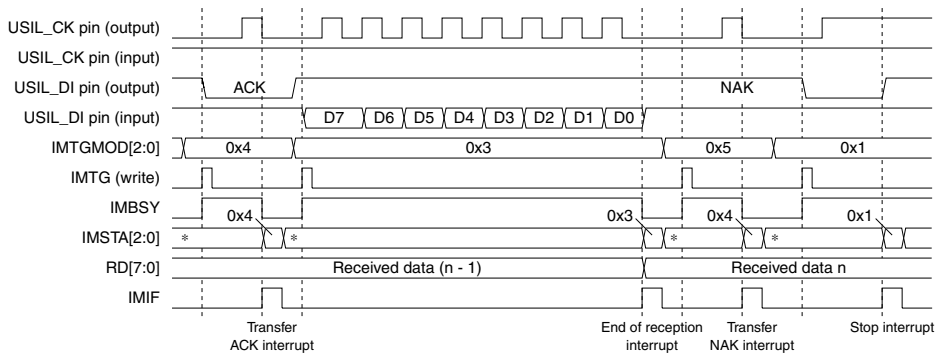 USIL_CK pin (output)
USIL_CK pin (input)
USIL_DI pin (output) ACK NAK
USIL_DI pin (input) D7 D6 D5 D4 D3 D2 D1 D0
IMTGMOD[2:0] 0x4 0x3 0x5 0x1
IMTG (write)
IMBSY
0x4 0x3 0x4 0x1
IMSTA[2:0] * * * *
RD[7:0] Received data (n - 1) Received data n
IMIF
Transfer End of reception Transfer Stop interrupt
ACK interrupt interrupt NAK interrupt